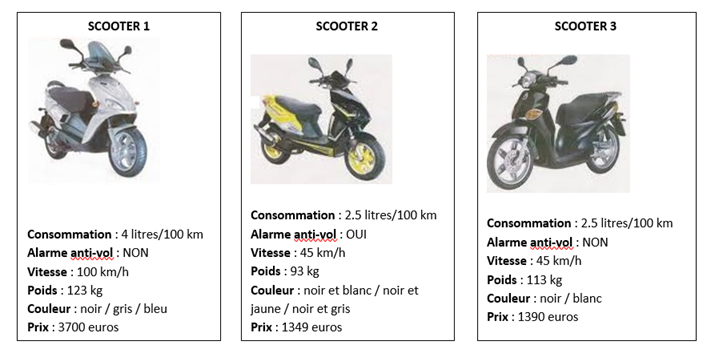 SCOOTER 1
Consommation : 4 litres/100 km
Alarme anti-vol : NON
Vitesse : 100 km/h
Poids : 123 kg
Couleur : noir / gris / bleu
Prix : 3700 euros
SCOOTER 2
Consommation : 2.5 litres/100 km
Alarme anti-vol : OUI
Vitesse : 45 km/h
Poids : 93 kg
Couleur : noir et blanc / noir et
jaune / noir et gris
Prix : 1349 euros
SCOOTER 3
Consommation : 2.5 litres/100 km
Alarme anti-vol : NON
Vitesse : 45 km/h
Poids : 113 kg
Couleur : noir / blanc
Prix : 1390 euros